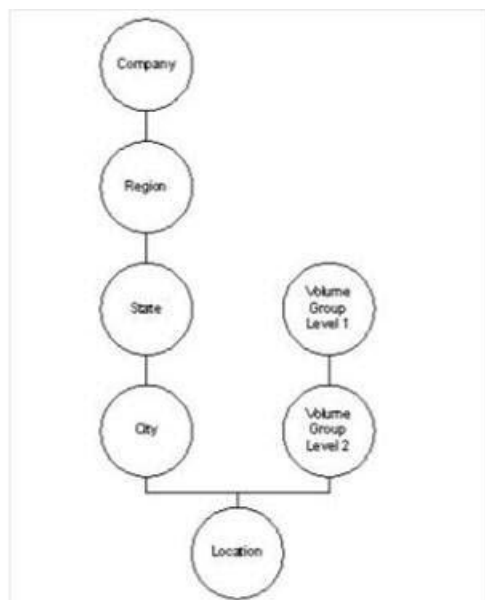 Company
Region
State
Volume
Group
Level 1
City
Volume
Group
Level 2
Location